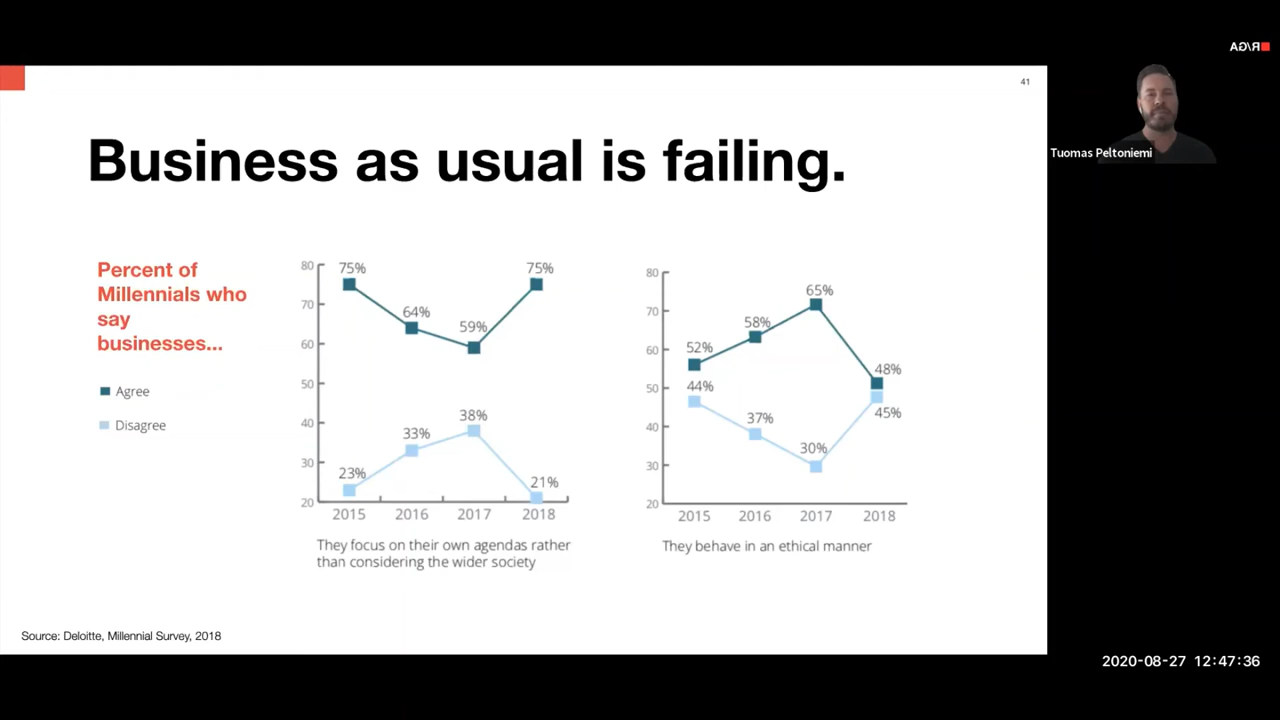 R/GA
41
Tuomas Peltoniemi
Business as usual is failing.
Percent of
Millennials who
say
businesses...
Agree
Disagree
80
70
60
50
40
30
20
75%
64%
59%
75%
23%
33%
38%
21%
2015 2016 2017 2018
They focus on their own agendas rather
than considering the wider society
80
70
60
50
40
30
20
52%
58%
65%
48%
44%
37%
30%
45%
2015 2016 2017 2018
They behave in an ethical manner
Source: Deloitte, Millennial Survey, 2018
2020-08-27 12:47:36